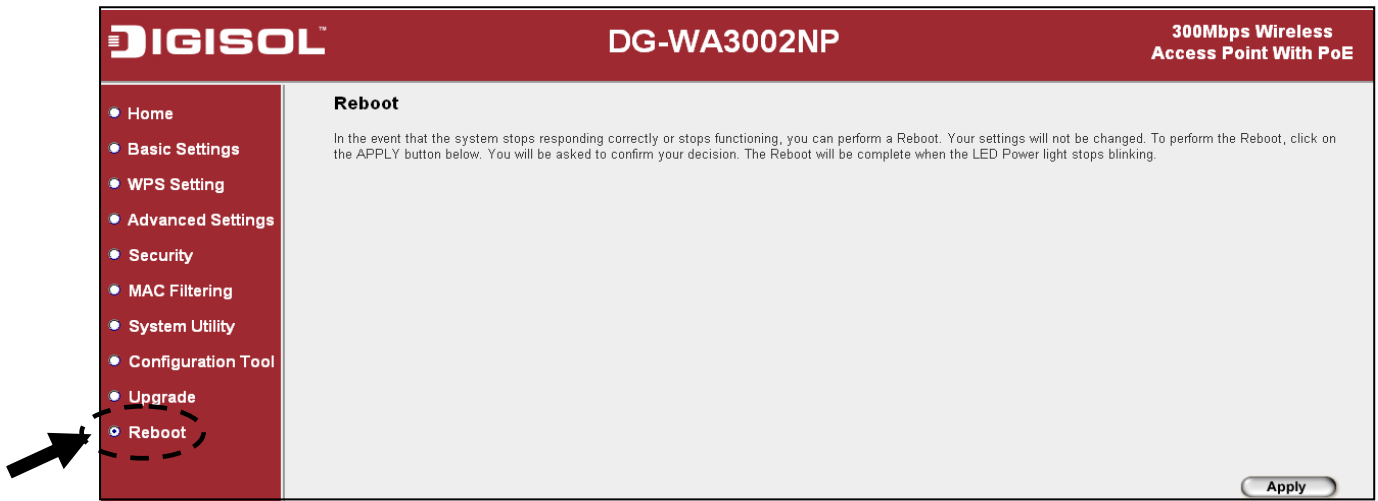 DIGISOL™
DG-WA3002NP
300Mbps Wireless
Access Point With PoE
Home
Basic Settings
WPS Setting
Advanced Settings
Security
MAC Filtering
System Utility
Configuration Tool
Upgrade
Reboot
Reboot
In the event that the system stops responding correctly or stops functioning, you can perform a Reboot. Your settings will not be changed. To perform the Reboot, click on
the APPLY button below. You will be asked to confirm your decision. The Reboot will be complete when the LED Power light stops blinking.
Apply